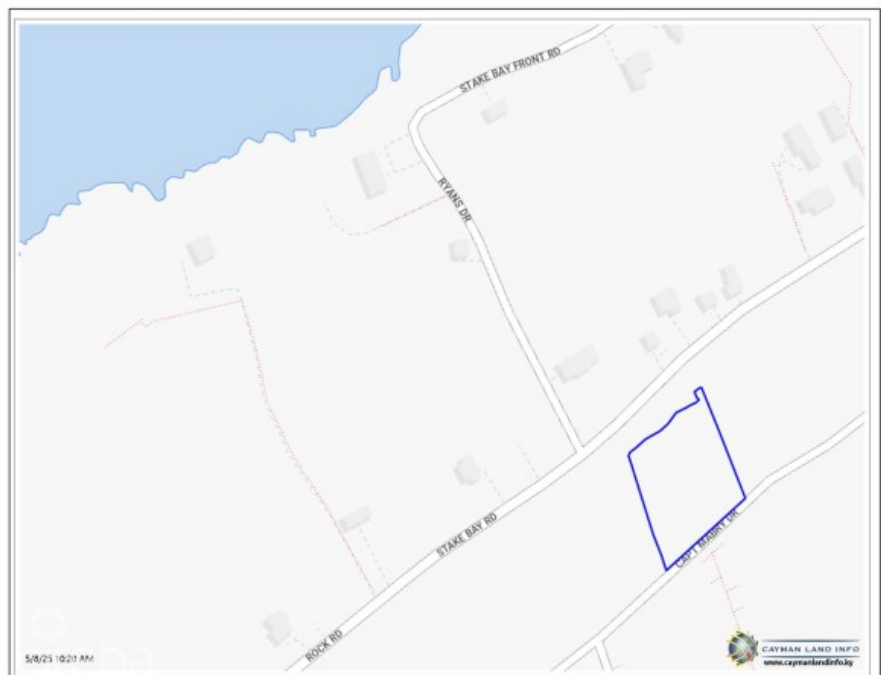 STAKE BAY FRONT RD
RYANS DR
STAKE BAY RD
CAPT MABRY DR
ROCK RD
5/8/25 10:20 AM
CAYMAN LAND INFO
www.caymanlandinfo.ky